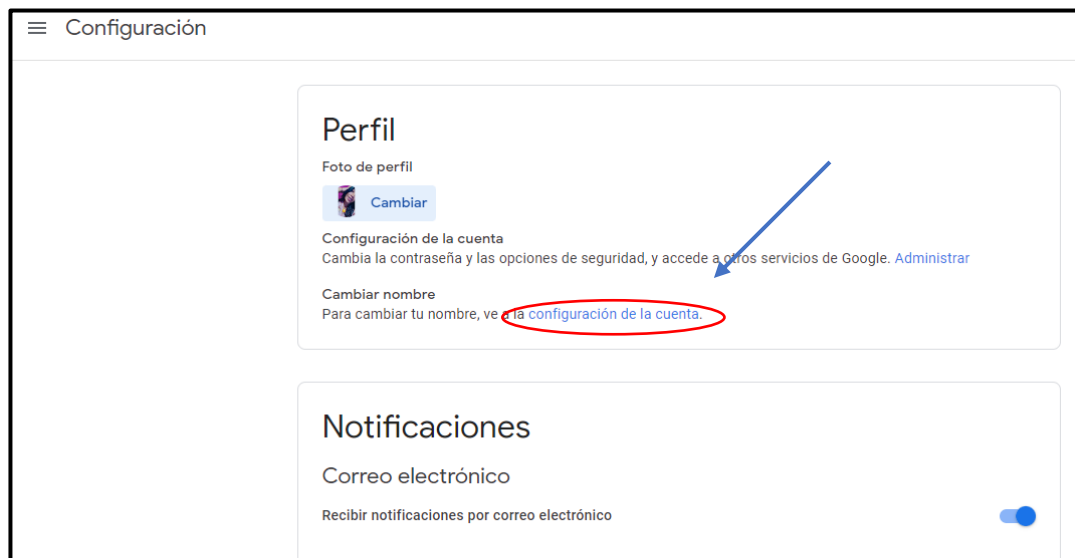 Configuración
Perfil
Foto de perfil
Cambiar
Configuración de la cuenta
Cambia la contraseña y las opciones de seguridad, y accede a otros servicios de Google. Administrar
Cambiar nombre
Para cambiar tu nombre, ve a la configuración de la cuenta.
Notificaciones
Correo electrónico
Recibir notificaciones por correo electrónico